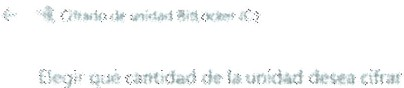 Cifrado de unidad BitLocker (C:)
Elegir qué cantidad de la unidad desea cifrar